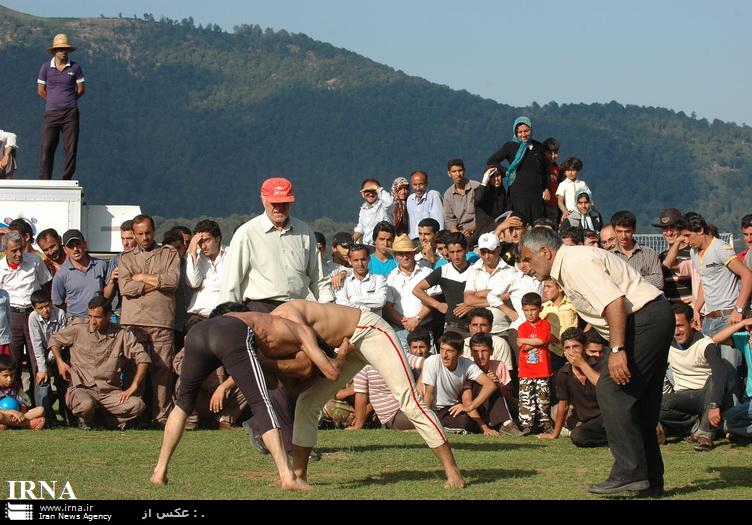 IRNA
www.irna.ir
Iran News Agency
عکس از : .